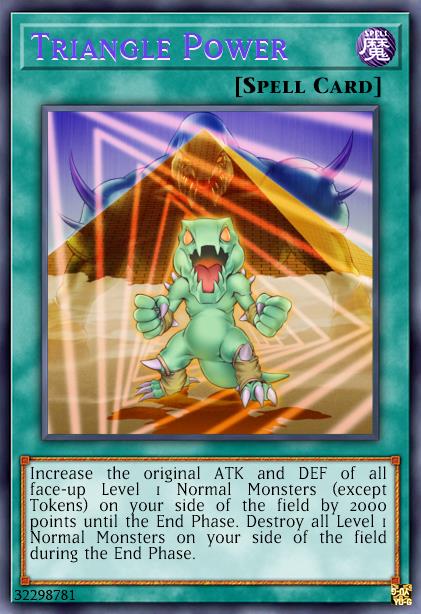 Triangle Power
SPELL
魔
[Spell Card]
Increase the original ATK and DEF of all
face-up Level 1 Normal Monsters (except
Tokens) on your side of the field by 2000
points until the End Phase. Destroy all Level 1
Normal Monsters on your side of the field
during the End Phase.
32298781